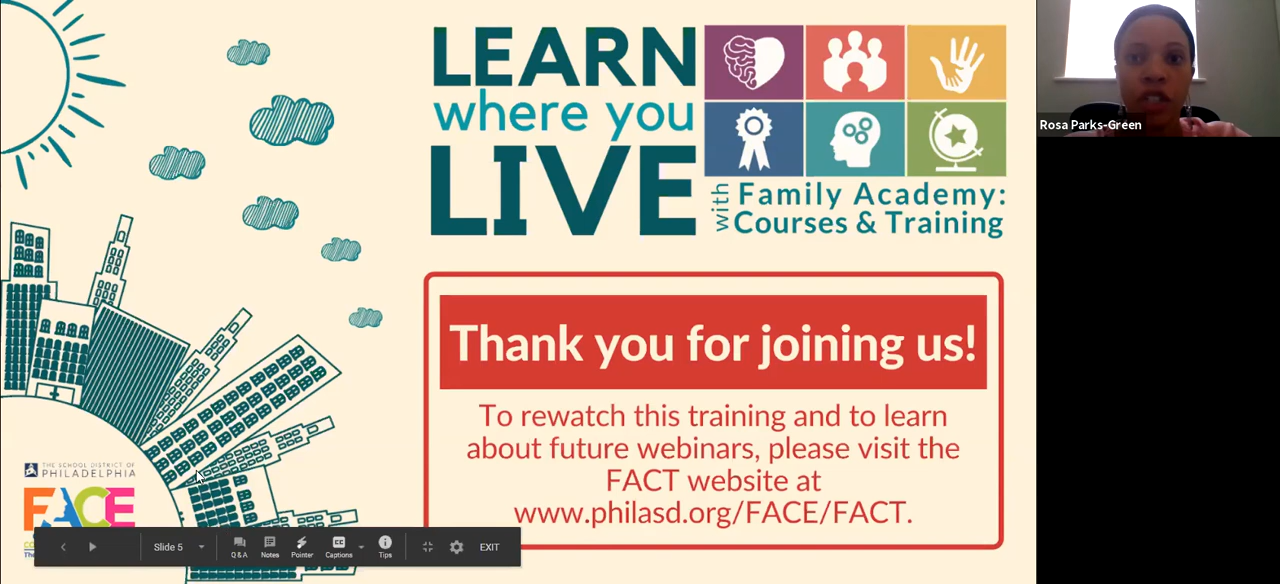 LEARN
where you
LIVE
with
Family Academy:
Courses & Training
Rosa Parks-Green
Thank you for joining us!
To rewatch this training and to learn
about future webinars, please visit the
FACT website at
www.philasd.org/FACE/FACT.
THE SCHOOL DISTRICT OF
PHILADELPHIA
FACE
Slide 5
Q & A
Notes
Pointer
CC
Captions
Tips
EXIT